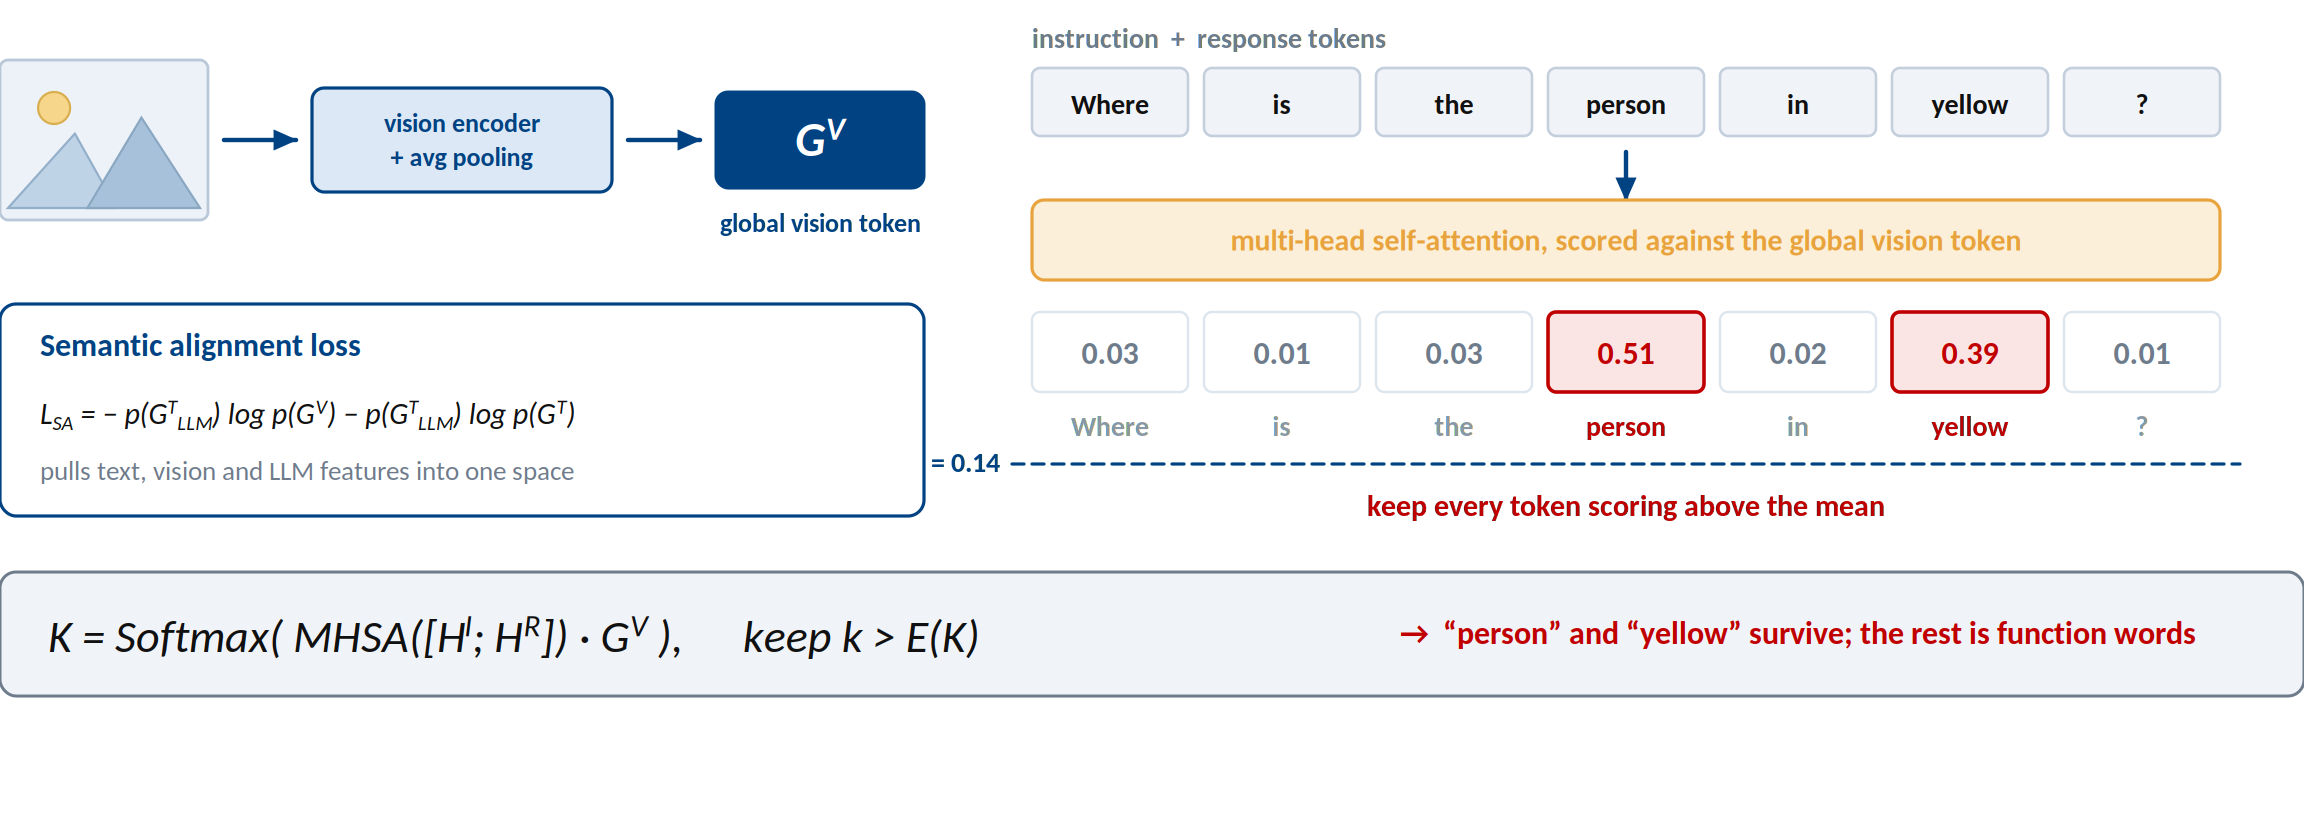 instruction + response tokens
Where is the person in yellow ?
vision encoder
+ avg pooling
G^V
global vision token
multi-head self-attention, scored against the global vision token
0.03 0.01 0.03 0.51 0.02 0.39 0.01
Where is the person in yellow ?
= 0.14
keep every token scoring above the mean
Semantic alignment loss
L_SA = − p(G^T_LLM) log p(G^V) − p(G^T_LLM) log p(G^T)
pulls text, vision and LLM features into one space
K = Softmax( MHSA([H^I; H^R]) · G^V ), keep k > E(K)
→ “person” and “yellow” survive; the rest is function words